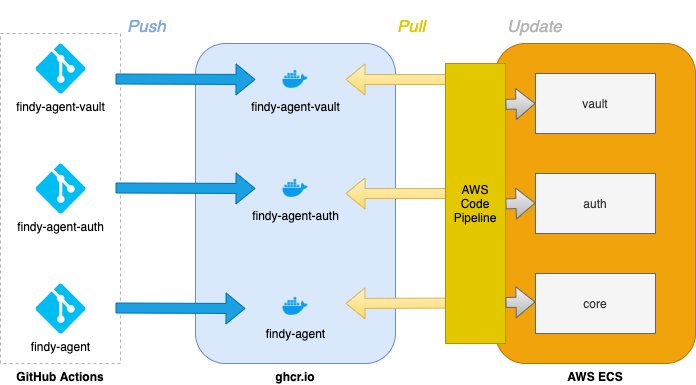 Push
Pull
Update
findy-agent-vault
findy-agent-vault
vault
findy-agent-auth
findy-agent-auth
AWS
Code
Pipeline
auth
findy-agent
findy-agent
core
GitHub Actions
ghcr.io
AWS ECS